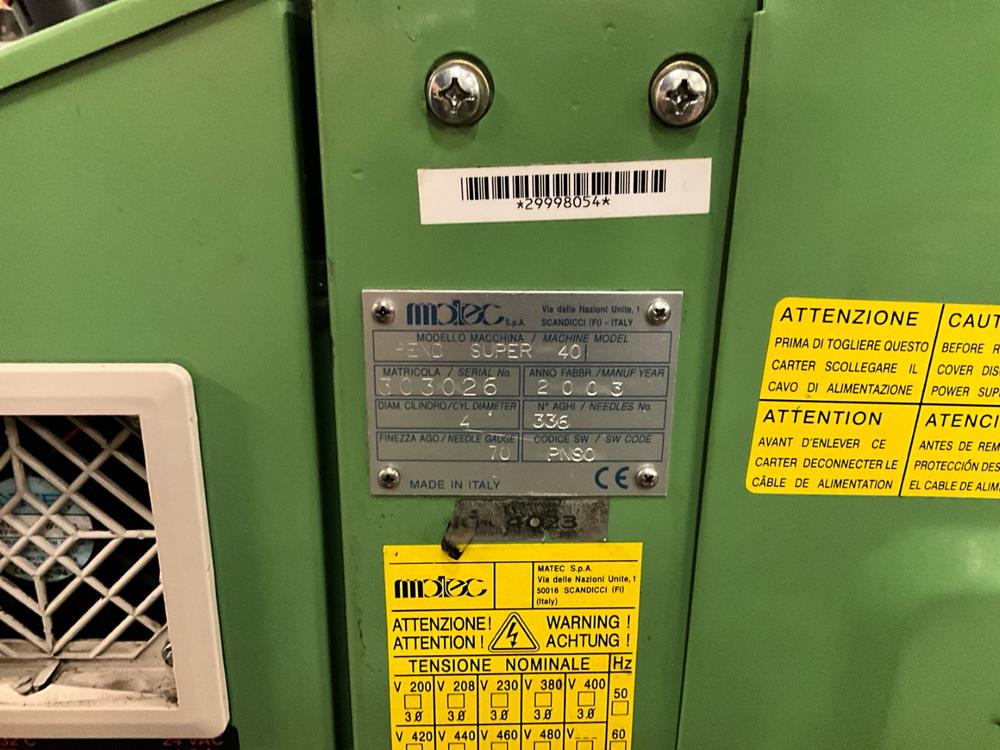 *29998054*
matec S.p.A.
Via delle Nazioni Unite, 1
SCANDICCI (FI) - ITALY
MODELLO MACCHINA / MACHINE MODEL
SUPER 40
MATRICOLA / SERIAL No.
303026
ANNO FABBR. / MANUF YEAR
2003
DIAM. CILINDRO / CYL. DIAMETER
4
N° AGHI / NEEDLES No.
336
FINEZZA AGO / NEEDLE GAUGE
70
CODICE SW / SW CODE
PNSO
MADE IN ITALY
CE
4023
matec
MATEC S.p.A.
Via delle Nazioni Unite, 1
50018 SCANDICCI (FI)
(Italy)
ATTENZIONE!
ATTENTION!
WARNING!
ACHTUNG!
TENSIONE NOMINALE Hz
V 200 V 208 V 230 V 380 V 400 50
3Ø 3Ø 3Ø 3Ø 3Ø
V 420 V 440 V 460 V 480 V___ 60
ATTENZIONE
PRIMA DI TOGLIERE QUESTO
CARTER SCOLLEGARE IL
CAVO DI ALIMENTAZIONE
CAUT
BEFORE R
COVER DIS
POWER SUP
ATTENTION
AVANT D'ENLEVER CE
CARTER DECONNECTER LE
CÂBLE DE ALIMENTATION
ATENCI
ANTES DE REM
PROTECCIÓN DES
EL CABLE DE ALIM
24 VAC